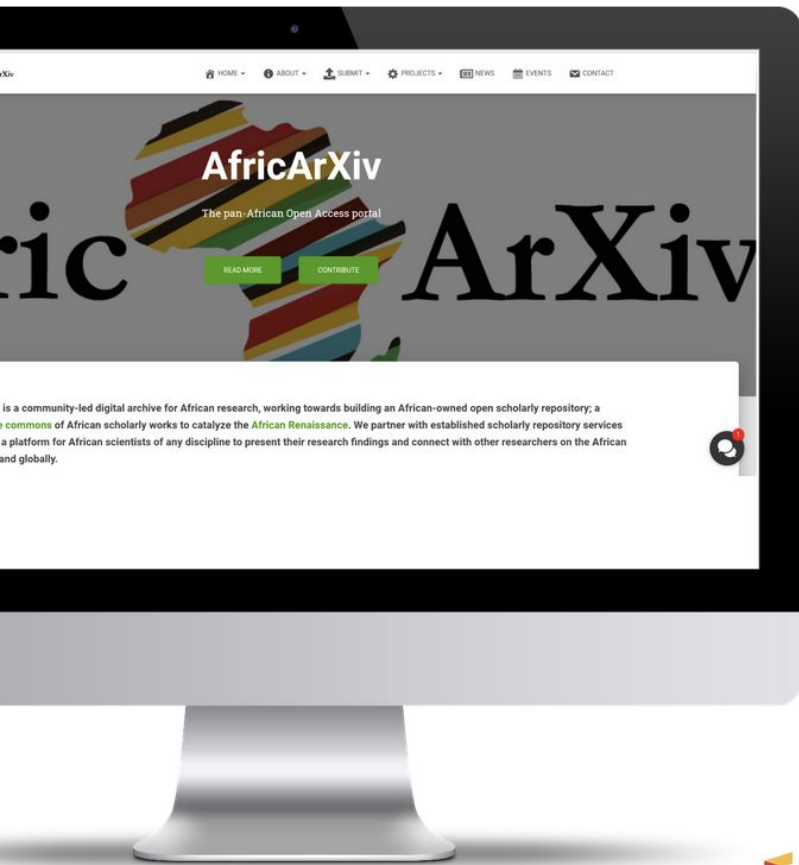 rXiv
HOME ABOUT SUBMIT PROJECTS NEWS EVENTS CONTACT
AfricArXiv
The pan-African Open Access portal
ric ArXiv
READ MORE CONTRIBUTE
is a community-led digital archive for African research, working towards building an African-owned open scholarly repository; a
e commons of African scholarly works to catalyze the African Renaissance. We partner with established scholarly repository services
a platform for African scientists of any discipline to present their research findings and connect with other researchers on the African
and globally.
1